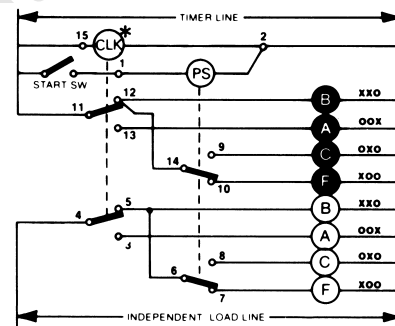 TIMER LINE
15 CLK * 2
1 PS
START SW
12 B XXO
11
13 A OOX
9 C OXO
14
10 F XOO
5 B XXO
4
3 A OOX
8 C OXO
6
7 F XOO
INDEPENDENT LOAD LINE